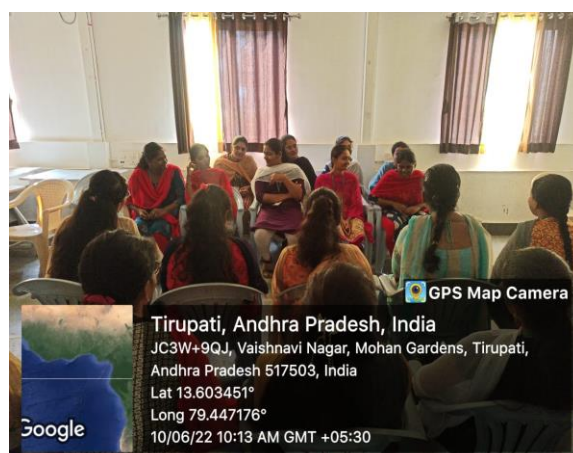 GPS Map Camera
Tirupati, Andhra Pradesh, India
JC3W+9QJ, Vaishnavi Nagar, Mohan Gardens, Tirupati,
Andhra Pradesh 517503, India
Lat 13.603451°
Long 79.447176°
10/06/22 10:13 AM GMT +05:30
Google